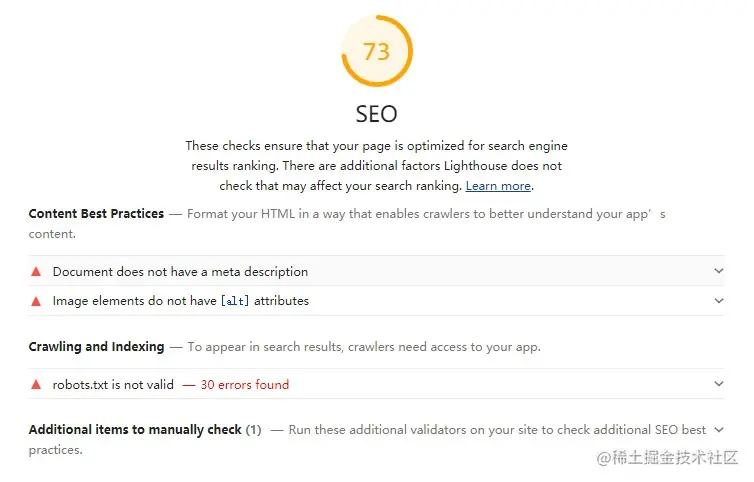 73
SEO
These checks ensure that your page is optimized for search engine
results ranking. There are additional factors Lighthouse does not
check that may affect your search ranking. Learn more.
Content Best Practices — Format your HTML in a way that enables crawlers to better understand your app's
content.
Document does not have a meta description
Image elements do not have [alt] attributes
Crawling and Indexing — To appear in search results, crawlers need access to your app.
robots.txt is not valid — 30 errors found
Additional items to manually check (1) — Run these additional validators on your site to check additional SEO best
practices.
@稀土掘金技术社区